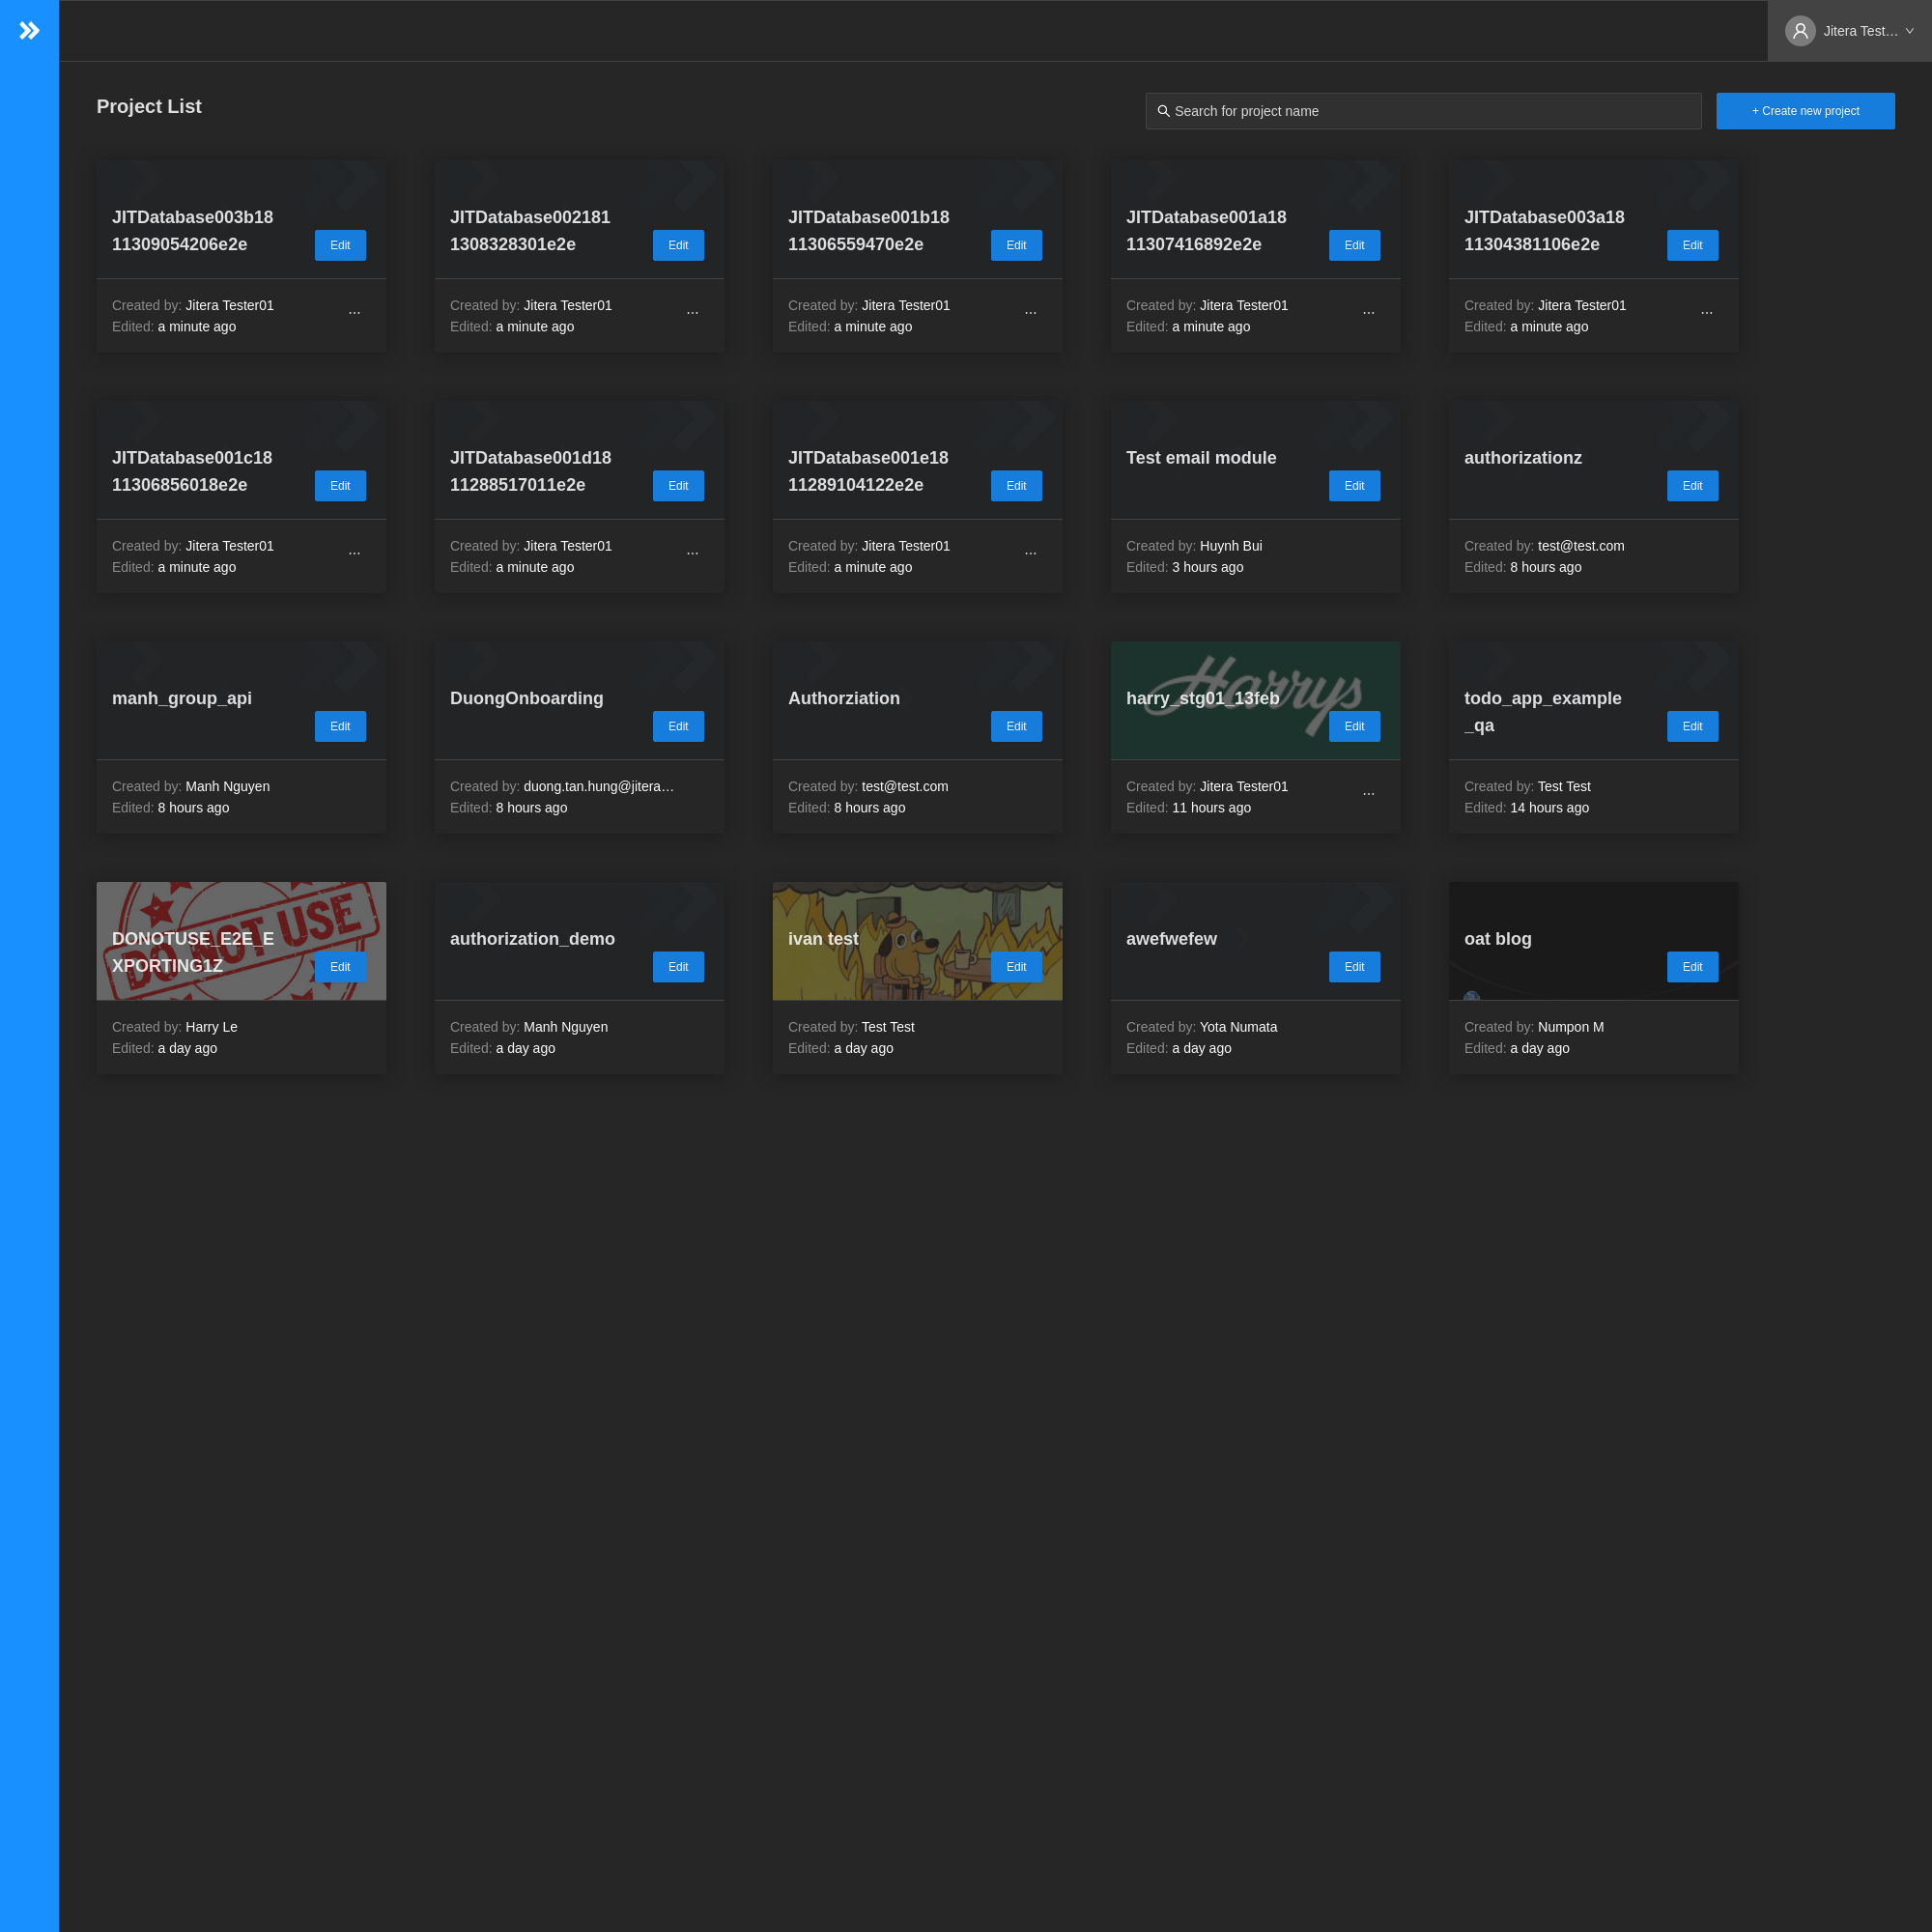 Jitera Test…
Project List
Search for project name
+ Create new project
JITDatabase003b18
11309054206e2e
Edit
Created by: Jitera Tester01
...
Edited: a minute ago
JITDatabase002181
1308328301e2e
Edit
Created by: Jitera Tester01
...
Edited: a minute ago
JITDatabase001b18
11306559470e2e
Edit
Created by: Jitera Tester01
...
Edited: a minute ago
JITDatabase001a18
11307416892e2e
Edit
Created by: Jitera Tester01
...
Edited: a minute ago
JITDatabase003a18
11304381106e2e
Edit
Created by: Jitera Tester01
...
Edited: a minute ago
JITDatabase001c18
11306856018e2e
Edit
Created by: Jitera Tester01
...
Edited: a minute ago
JITDatabase001d18
11288517011e2e
Edit
Created by: Jitera Tester01
...
Edited: a minute ago
JITDatabase001e18
11289104122e2e
Edit
Created by: Jitera Tester01
...
Edited: a minute ago
Test email module
Edit
Created by: Huynh Bui
Edited: 3 hours ago
authorizationz
Edit
Created by: test@test.com
Edited: 8 hours ago
manh_group_api
Edit
Created by: Manh Nguyen
Edited: 8 hours ago
DuongOnboarding
Edit
Created by: duong.tan.hung@jitera…
Edited: 8 hours ago
Authorziation
Edit
Created by: test@test.com
Edited: 8 hours ago
Harrys
harry_stg01_13feb
Edit
Created by: Jitera Tester01
...
Edited: 11 hours ago
todo_app_example
_qa
Edit
Created by: Test Test
Edited: 14 hours ago
DO NOT USE
DONOTUSE_E2E_E
XPORTING1Z
Edit
Created by: Harry Le
Edited: a day ago
authorization_demo
Edit
Created by: Manh Nguyen
Edited: a day ago
ivan test
Edit
Created by: Test Test
Edited: a day ago
awefwefew
Edit
Created by: Yota Numata
Edited: a day ago
oat blog
Edit
Created by: Numpon M
Edited: a day ago